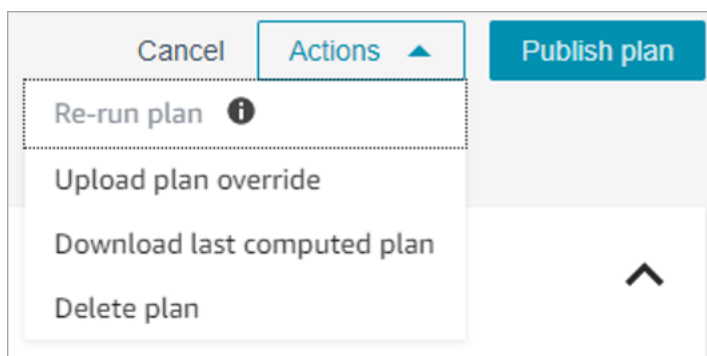 Cancel Actions Publish plan
Re-run plan
Upload plan override
Download last computed plan
Delete plan